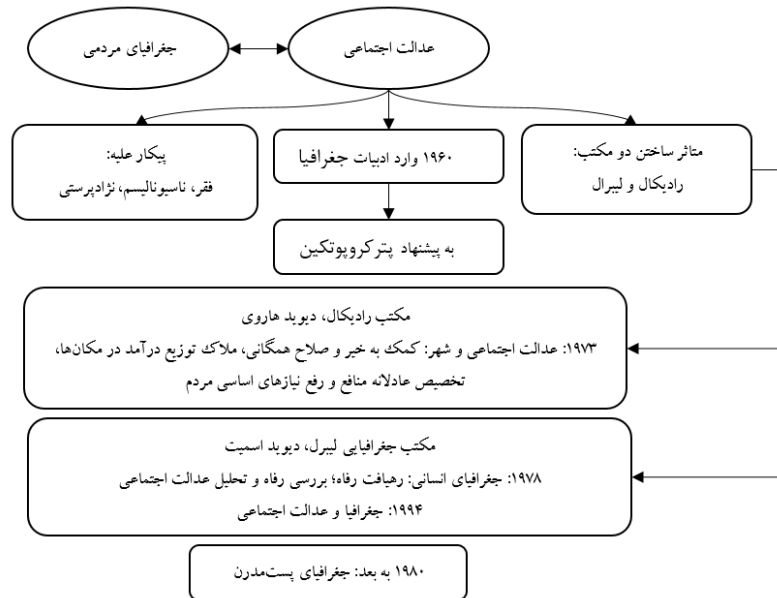 عدالت اجتماعی
جغرافیای مردمی
متاثر ساختن دو مکتب:
رادیکال و لیبرال
۱۹۶۰ وارد ادبیات جغرافیا
پیکار علیه:
فقر، ناسیونالیسم، نژادپرستی
به پیشنهاد پترکروپوتکین
مکتب رادیکال، دیوید هاروی
۱۹۷۳: عدالت اجتماعی و شهر: کمک به خیر و صلاح همگانی، ملاک توزیع درآمد در مکان‌ها،
تخصیص عادلانه منافع و رفع نیازهای اساسی مردم
مکتب جغرافیایی لیبرل، دیوید اسمیت
۱۹۷۸: جغرافیای انسانی: رهیافت رفاه؛ بررسی رفاه و تحلیل عدالت اجتماعی
۱۹۹۴: جغرافیا و عدالت اجتماعی
۱۹۸۰ به بعد: جغرافیای پست‌مدرن